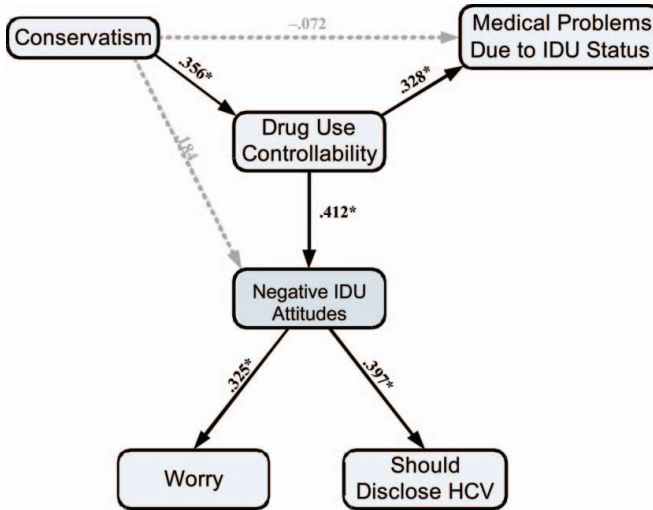 –.072
Medical Problems
Due to IDU Status
Conservatism
.356*
.328*
Drug Use
Controllability
.184
.412*
Negative IDU
Attitudes
.325*
.397*
Worry
Should
Disclose HCV